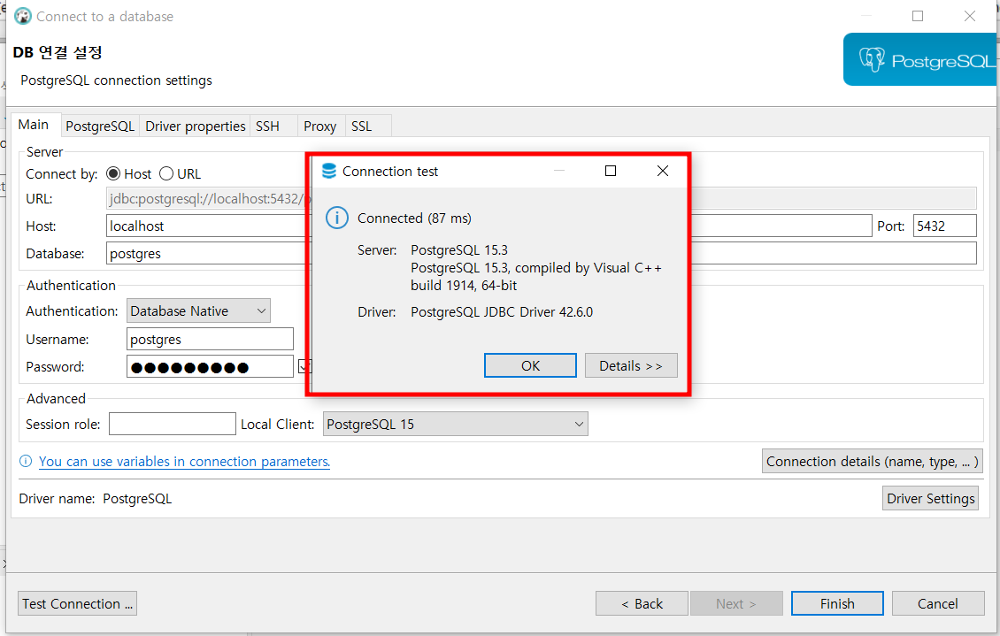 Connect to a database
DB 연결 설정
PostgreSQL connection settings
PostgreSQL
Main PostgreSQL Driver properties SSH Proxy SSL
Server
Connect by: Host URL
URL: jdbc:postgresql://localhost:5432/
Host: localhost Port: 5432
Database: postgres
Authentication
Authentication: Database Native
Username: postgres
Password: ●●●●●●●●●
Connection test
Connected (87 ms)
Server: PostgreSQL 15.3
PostgreSQL 15.3, compiled by Visual C++
build 1914, 64-bit
Driver: PostgreSQL JDBC Driver 42.6.0
OK Details >>
Advanced
Session role: Local Client: PostgreSQL 15
You can use variables in connection parameters.
Connection details (name, type, ... )
Driver name: PostgreSQL
Driver Settings
Test Connection ... < Back Next > Finish Cancel